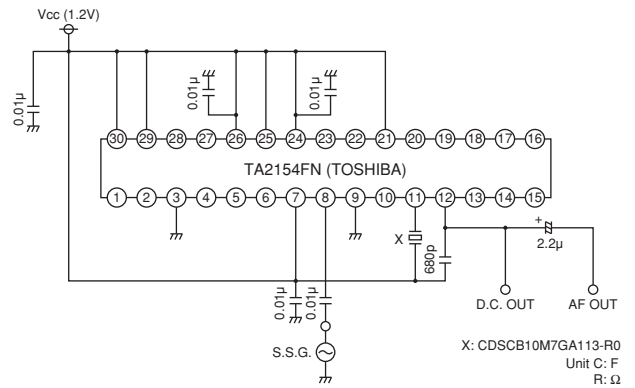 Vcc (1.2V)
0.01μ
0.01μ
0.01μ
30 29 28 27 26 25 24 23 22 21 20 19 18 17 16
TA2154FN (TOSHIBA)
1 2 3 4 5 6 7 8 9 10 11 12 13 14 15
X
680p
+
2.2μ
0.01μ
0.01μ
D.C. OUT
AF OUT
S.S.G.
X: CDSCB10M7GA113-R0
Unit C: F
R: Ω